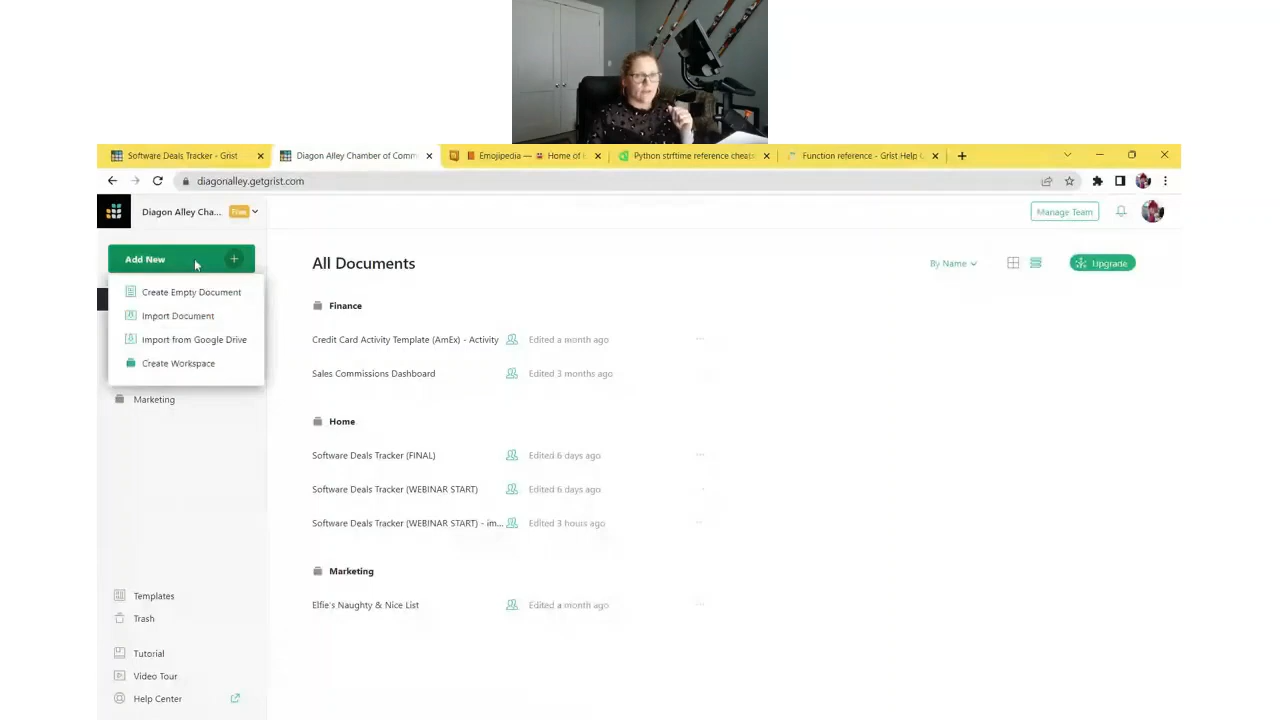 Software Deals Tracker - Grist
Diagon Alley Chamber of Comm
Emojipedia — 
Home of
Python strftime reference cheats
Function reference - Grist Help
diagonalley.getgrist.com
Diagon Alley Cha... Free
Manage Team
Add New
All Documents
By Name
Upgrade
Create Empty Document
Import Document
Import from Google Drive
Create Workspace
Marketing
Finance
Credit Card Activity Template (AmEx) - Activity Edited a month ago
Sales Commissions Dashboard Edited 3 months ago
Home
Software Deals Tracker (FINAL) Edited 6 days ago
Software Deals Tracker (WEBINAR START) Edited 6 days ago
Software Deals Tracker (WEBINAR START) - im... Edited 3 hours ago
Marketing
Elfie's Naughty & Nice List Edited a month ago
Templates
Trash
Tutorial
Video Tour
Help Center